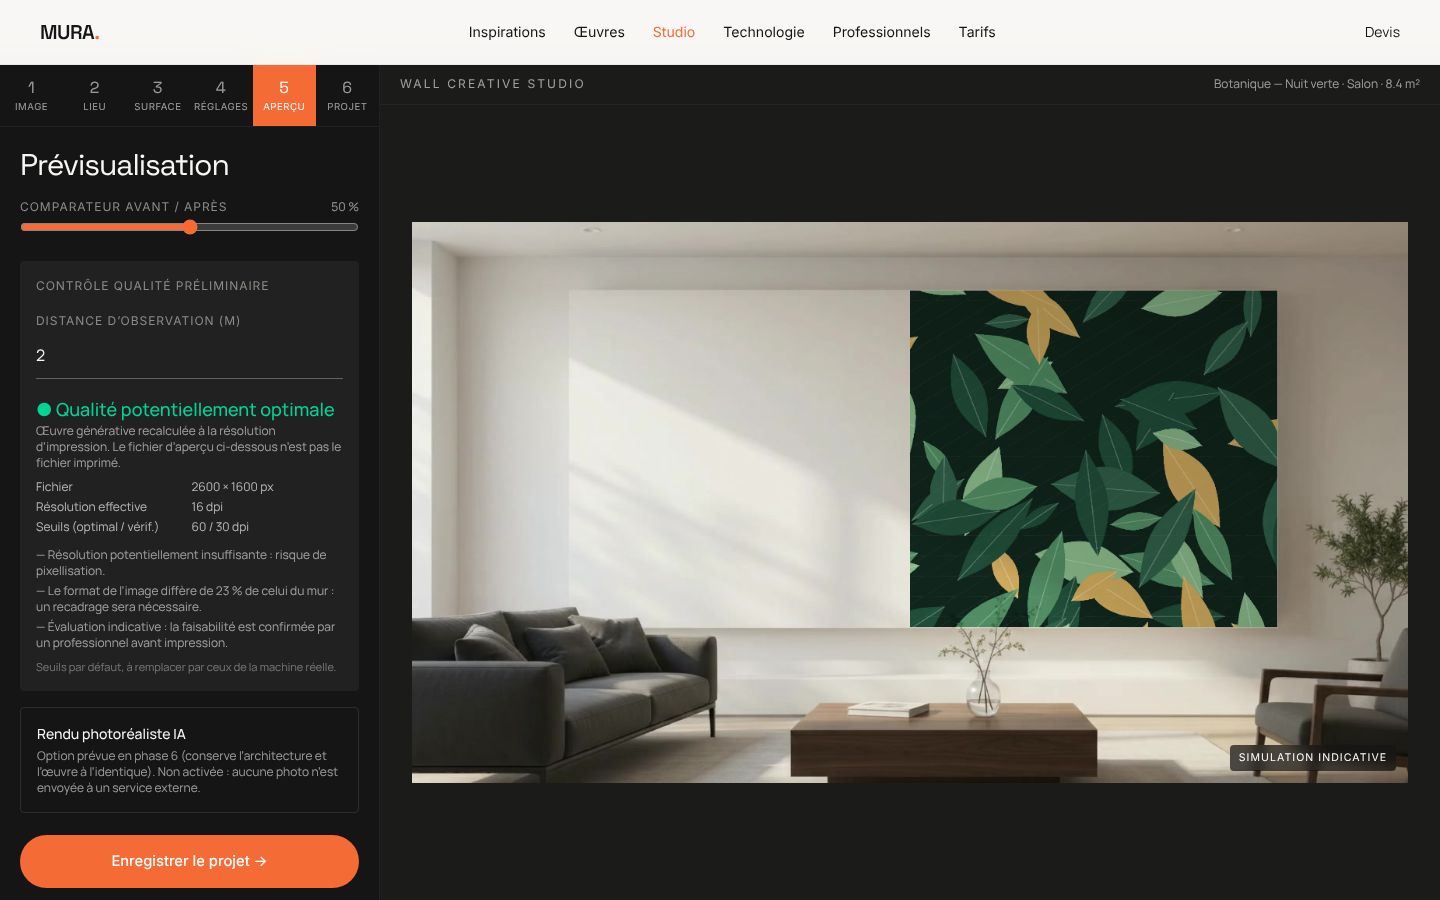 MURA.
Inspirations
Œuvres
Studio
Technologie
Professionnels
Tarifs
Devis
1
IMAGE
2
LIEU
3
SURFACE
4
RÉGLAGES
5
APERÇU
6
PROJET
WALL CREATIVE STUDIO
Botanique — Nuit verte · Salon · 8.4 m²
Prévisualisation
COMPARATEUR AVANT / APRÈS
50 %
CONTRÔLE QUALITÉ PRÉLIMINAIRE
DISTANCE D'OBSERVATION (M)
2
● Qualité potentiellement optimale
Œuvre générative recalculée à la résolution
d'impression. Le fichier d'aperçu ci-dessous n'est pas le
fichier imprimé.
Fichier 2600 × 1600 px
Résolution effective 16 dpi
Seuils (optimal / vérif.) 60 / 30 dpi
— Résolution potentiellement insuffisante : risque de
pixellisation.
— Le format de l'image diffère de 23 % de celui du mur :
un recadrage sera nécessaire.
— Évaluation indicative : la faisabilité est confirmée par
un professionnel avant impression.
Seuils par défaut, à remplacer par ceux de la machine réelle.
Rendu photoréaliste IA
Option prévue en phase 6 (conserve l'architecture et
l'œuvre à l'identique). Non activée : aucune photo n'est
envoyée à un service externe.
Enregistrer le projet →
SIMULATION INDICATIVE